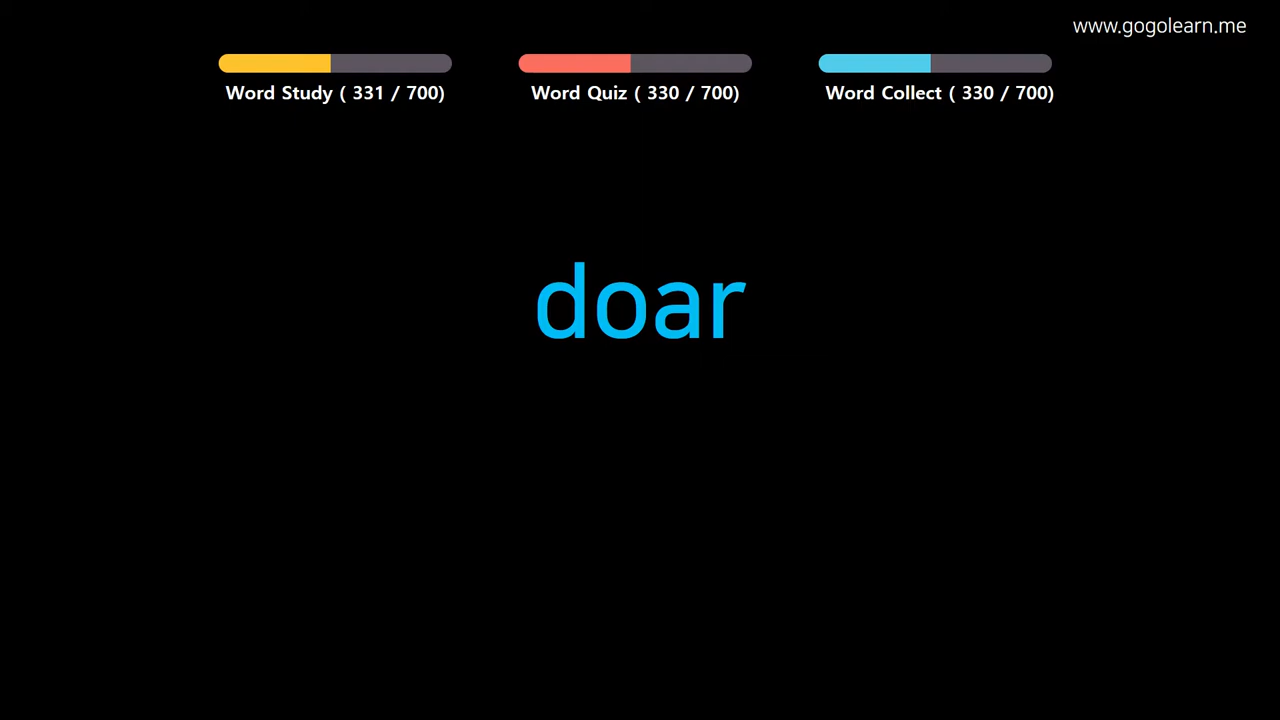 www.gogolearn.me
Word Study ( 331 / 700)
Word Quiz ( 330 / 700)
Word Collect ( 330 / 700)
doar